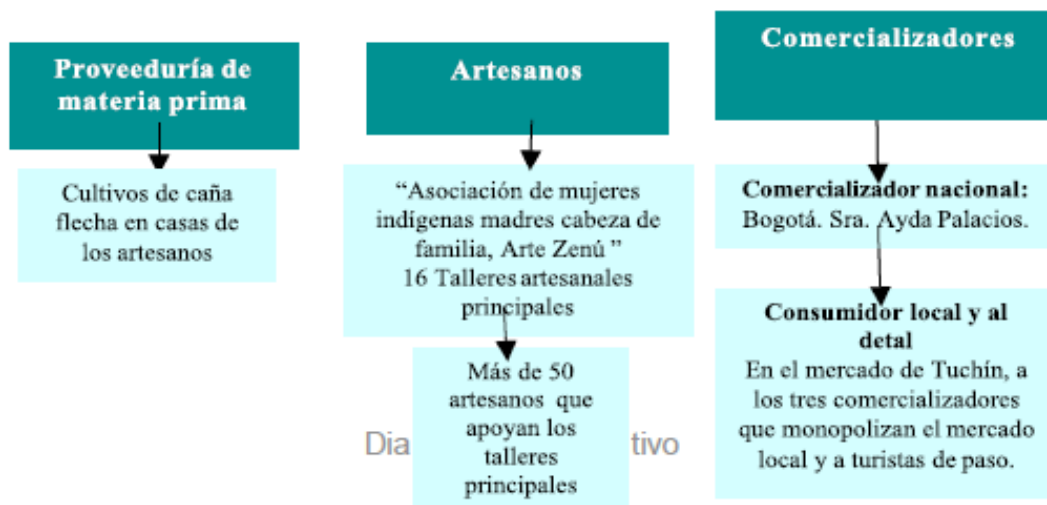 Proveeduría de
materia prima
Cultivos de caña
flecha en casas de
los artesanos
Artesanos
“Asociación de mujeres
indígenas madres cabeza de
familia, Arte Zenú ”
16 Talleres artesanales
principales
Más de 50
artesanos que
apoyan los
talleres
principales
Comercializadores
Comercializador nacional:
Bogotá. Sra. Ayda Palacios.
Consumidor local y al
detal
En el mercado de Tuchín, a
los tres comercializadores
que monopolizan el mercado
local y a turistas de paso.